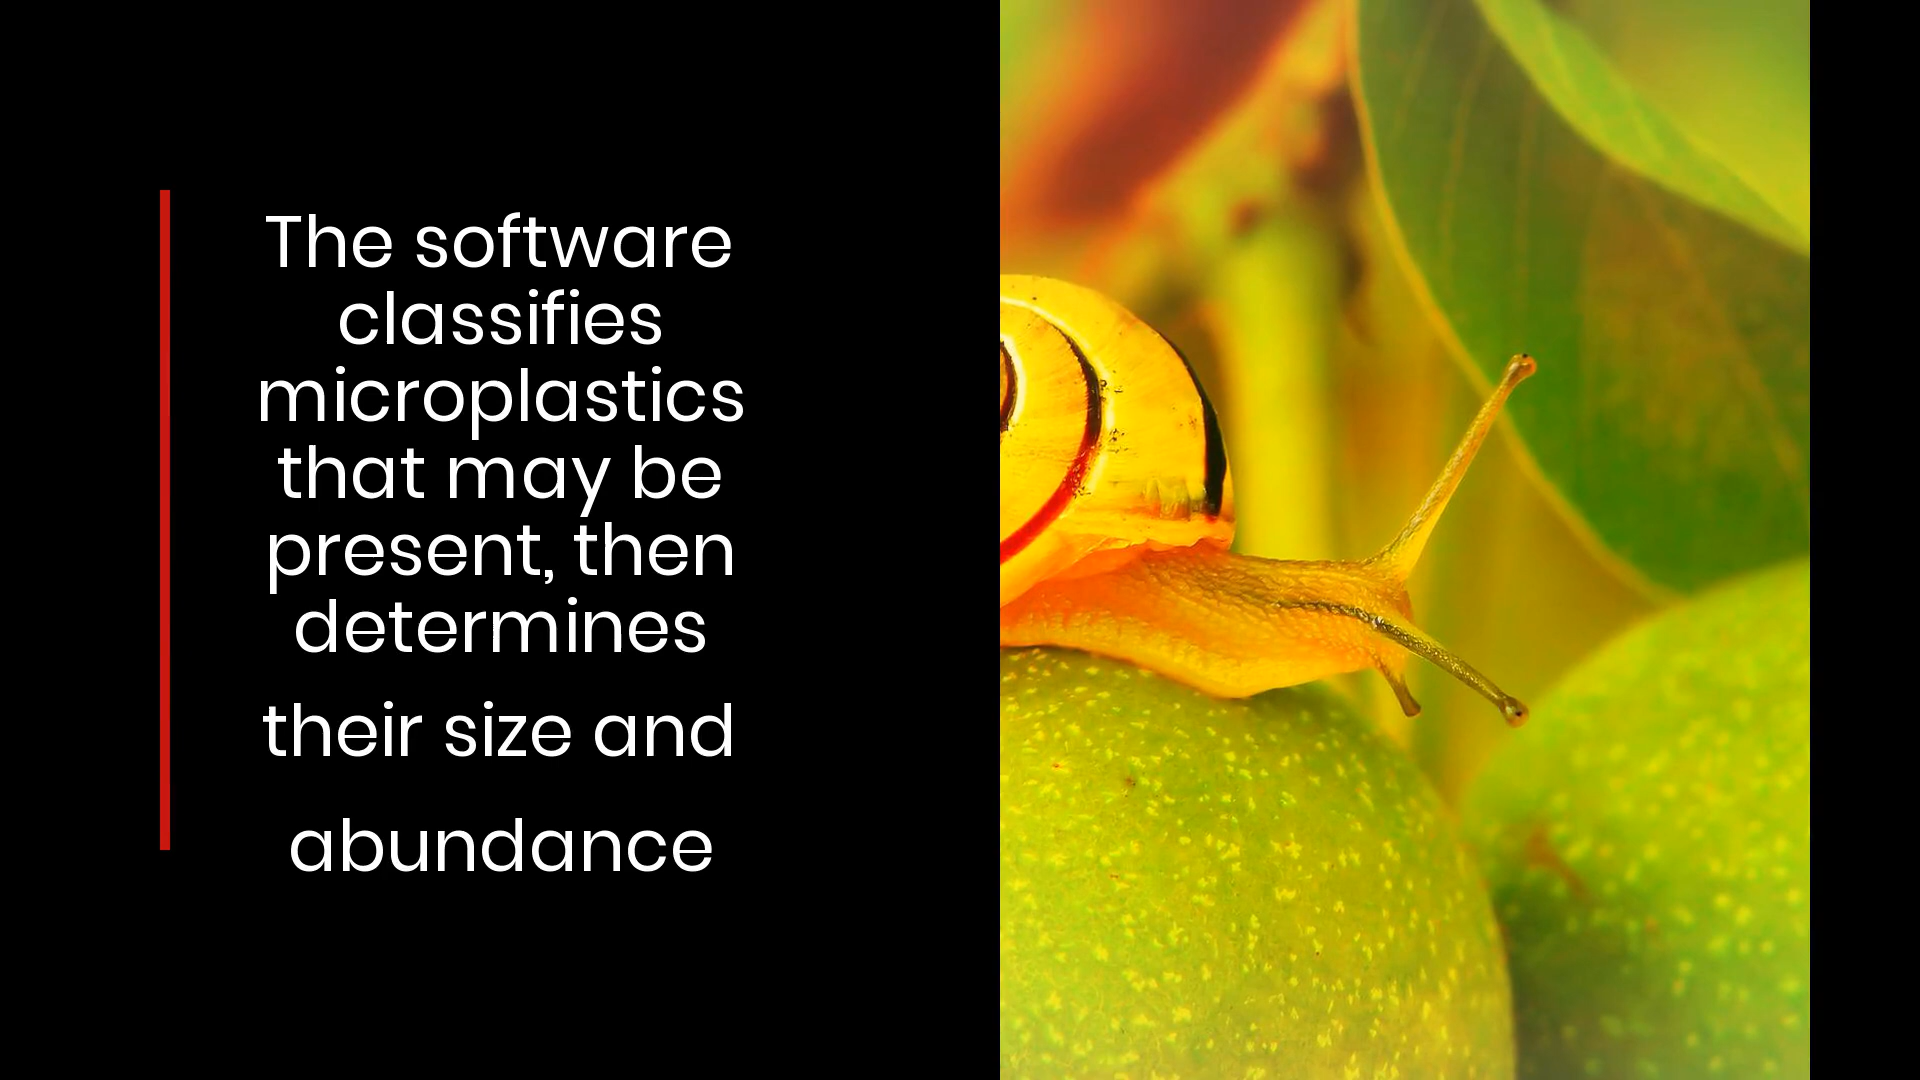 The software
classifies
microplastics
that may be
present, then
determines
their size and
abundance